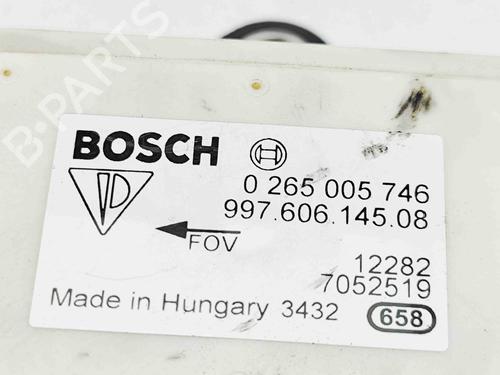 B-PARTS
BOSCH
0 265 005 746
997.606.145.08
FOV
12282
7052519
Made in Hungary 3432 658